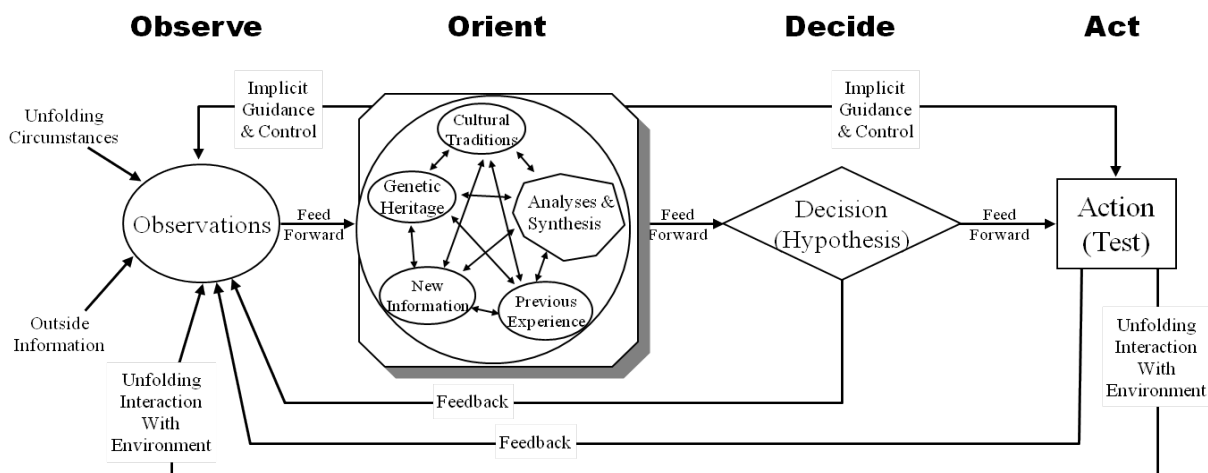 Observe
Orient
Decide
Act
Implicit
Guidance
& Control
Implicit
Guidance
& Control
Unfolding
Circumstances
Observations
Outside
Information
Feed
Forward
Cultural
Traditions
Genetic
Heritage
Analyses &
Synthesis
New
Information
Previous
Experience
Feed
Forward
Decision
(Hypothesis)
Feed
Forward
Action
(Test)
Unfolding
Interaction
With
Environment
Feedback
Feedback
Unfolding
Interaction
With
Environment